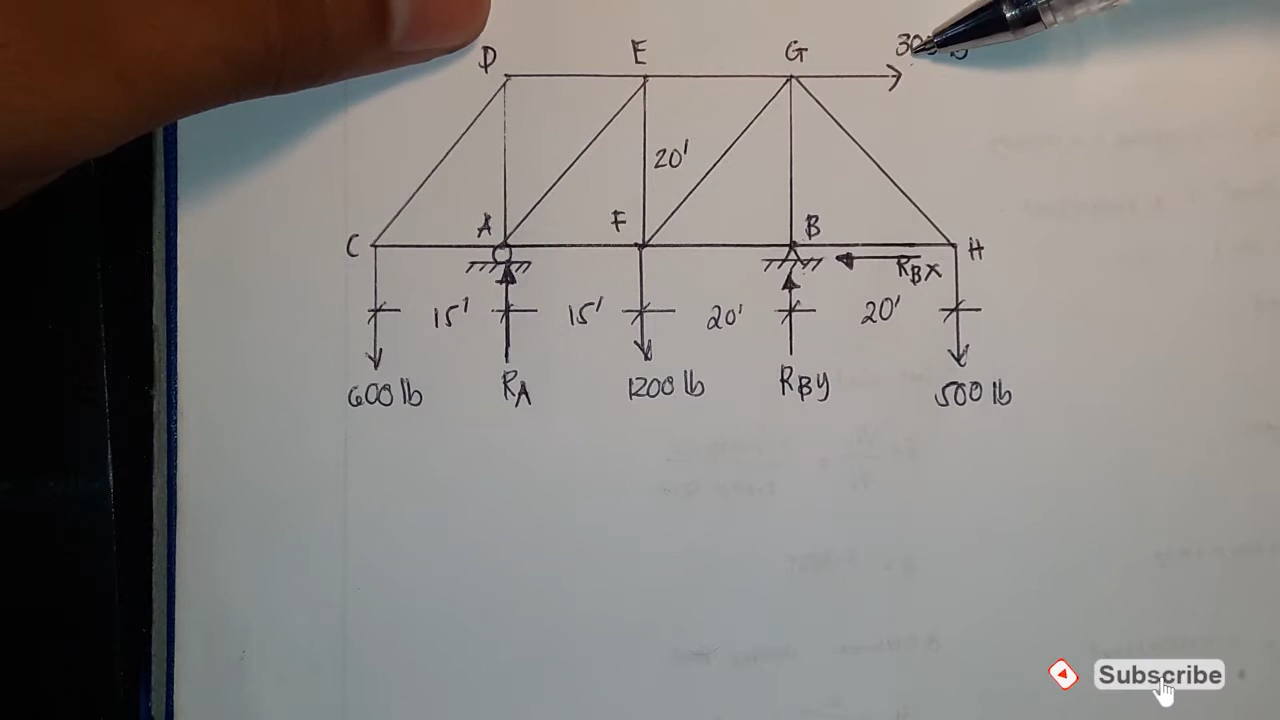 D E G
20'
C A F B H
RBX
15' 15' 20' 20'
600 lb RA 1200 lb RBY 500 lb
Subscribe